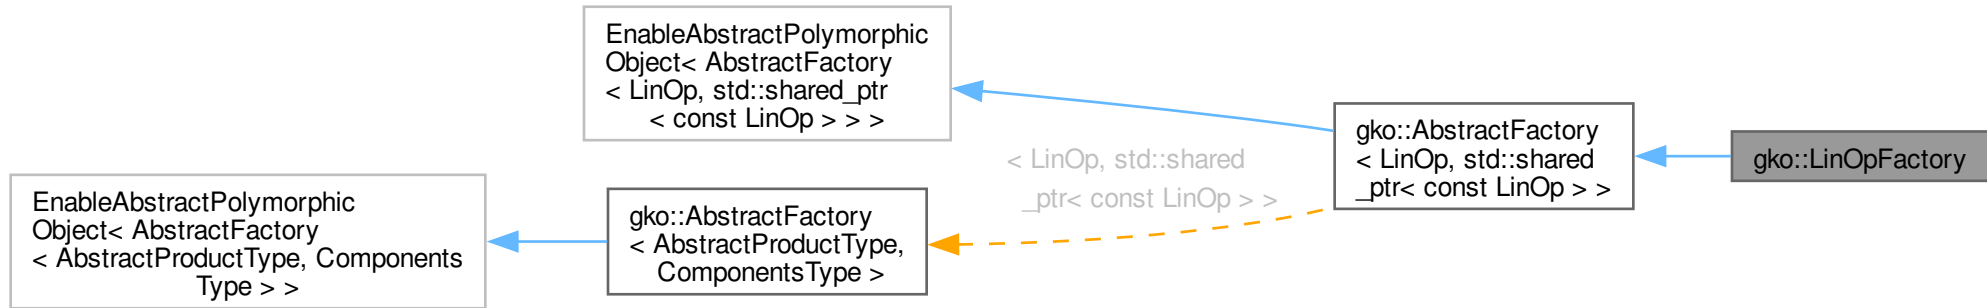 EnableAbstractPolymorphic
Object< AbstractFactory
< LinOp, std::shared_ptr
< const LinOp > > >
gko::AbstractFactory
< LinOp, std::shared
_ptr< const LinOp > >
gko::LinOpFactory
< LinOp, std::shared
_ptr< const LinOp > >
EnableAbstractPolymorphic
Object< AbstractFactory
< AbstractProductType, Components
Type > >
gko::AbstractFactory
< AbstractProductType,
ComponentsType >